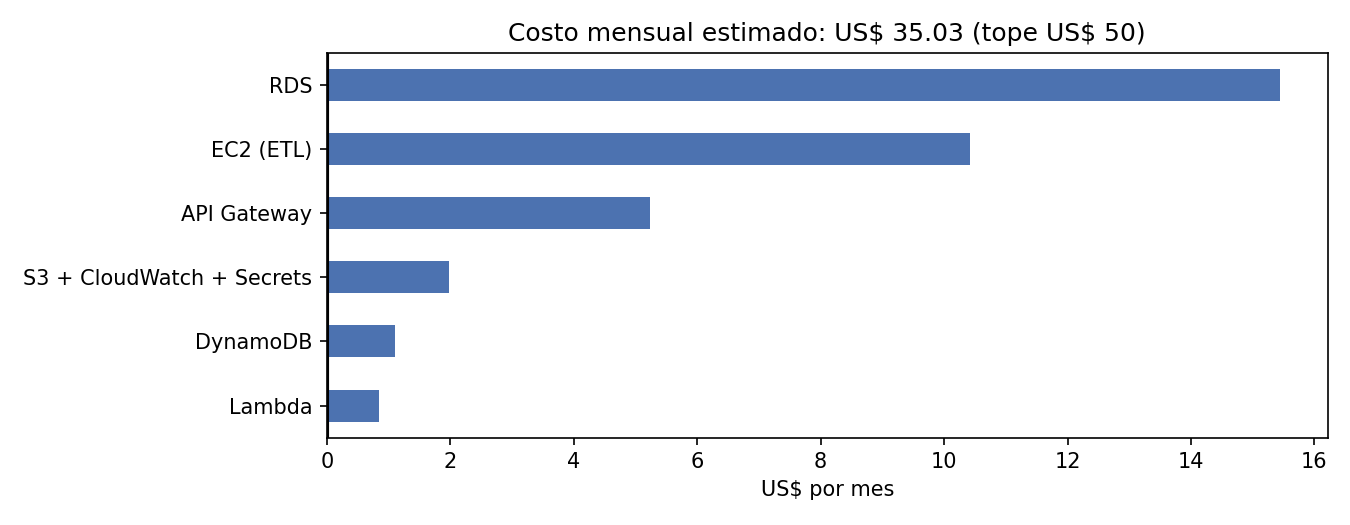 Costo mensual estimado: US$ 35.03 (tope US$ 50)
RDS
EC2 (ETL)
API Gateway
S3 + CloudWatch + Secrets
DynamoDB
Lambda
0 2 4 6 8 10 12 14 16
US$ por mes